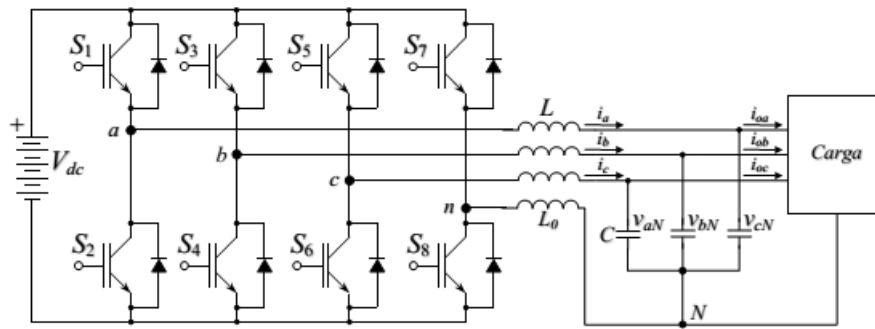 S1 S3 S5 S7
L
ia ioa
a
+
Vdc
ib iob
Carga
b
ic ioc
c
n
L0
S2 S4 S6 S8
C vaN vbN vcN
N